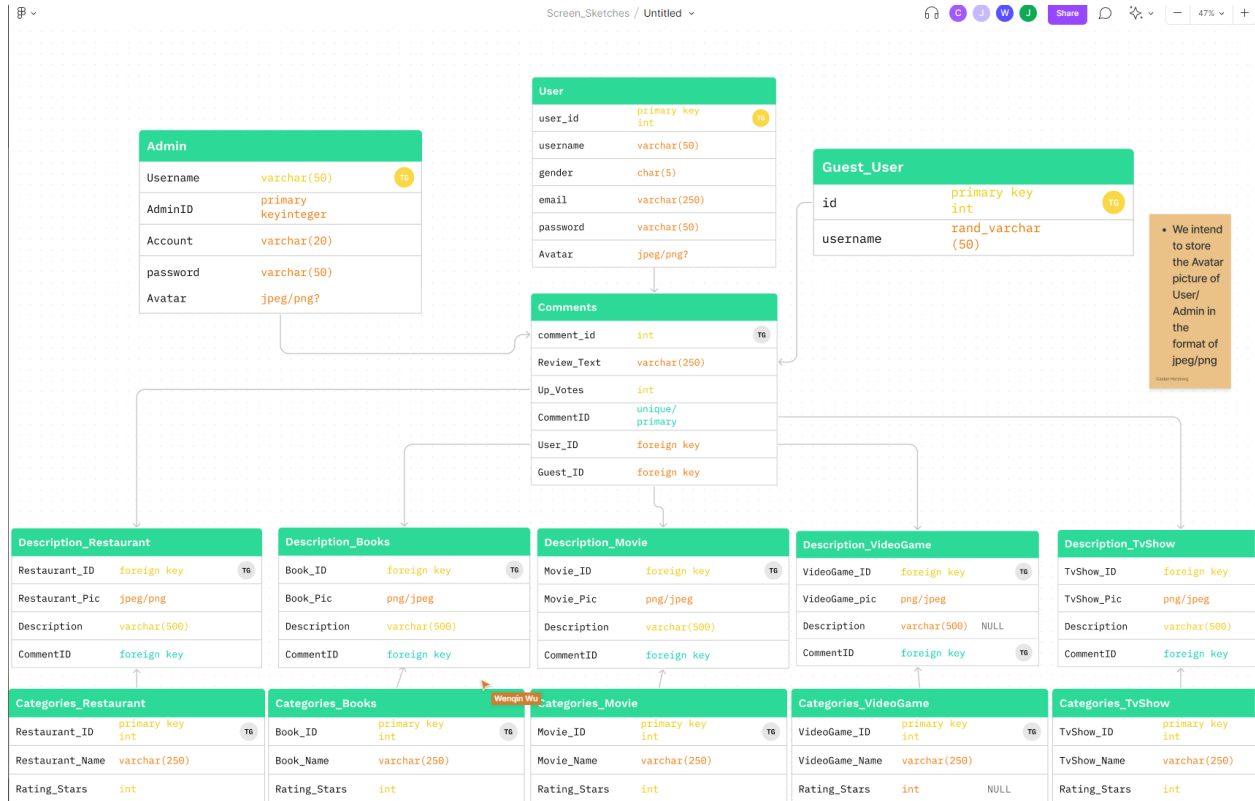 Screen_Sketches / Untitled
C J W J Share 47%
User
user_id primary key int TG
username varchar(50)
gender char(5)
email varchar(250)
password varchar(50)
Avatar jpeg/png?
Admin
Username varchar(50) TG
AdminID primary keyinteger
Account varchar(20)
password varchar(50)
Avatar jpeg/png?
Guest_User
id primary key int TG
username rand_varchar (50)
We intend
to store
the Avatar
picture of
User/
Admin in
the
format of
jpeg/png
Comments
comment_id int TG
Review_Text varchar(250)
Up_Votes int
CommentID unique/ primary
User_ID foreign key
Guest_ID foreign key
Description_Restaurant
Restaurant_ID foreign key TG
Restaurant_Pic jpeg/png
Description varchar(500)
CommentID foreign key
Description_Books
Book_ID foreign key TG
Book_Pic png/jpeg
Description varchar(500)
CommentID foreign key
Description_Movie
Movie_ID foreign key TG
Movie_Pic png/jpeg
Description varchar(500)
CommentID foreign key
Description_VideoGame
VideoGame_ID foreign key TG
VideoGame_pic png/jpeg
Description varchar(500) NULL
CommentID foreign key TG
Description_TvShow
TvShow_ID foreign key
TvShow_Pic png/jpeg
Description varchar(500)
CommentID foreign key
Wenqin Wu
Categories_Restaurant
Restaurant_ID primary key int TG
Restaurant_Name varchar(250)
Rating_Stars int
Categories_Books
Book_ID primary key int TG
Book_Name varchar(250)
Rating_Stars int
Categories_Movie
Movie_ID primary key int TG
Movie_Name varchar(250)
Rating_Stars int
Categories_VideoGame
VideoGame_ID primary key int TG
VideoGame_Name varchar(250)
Rating_Stars int NULL
Categories_TvShow
TvShow_ID primary key int
TvShow_Name varchar(250)
Rating_Stars int